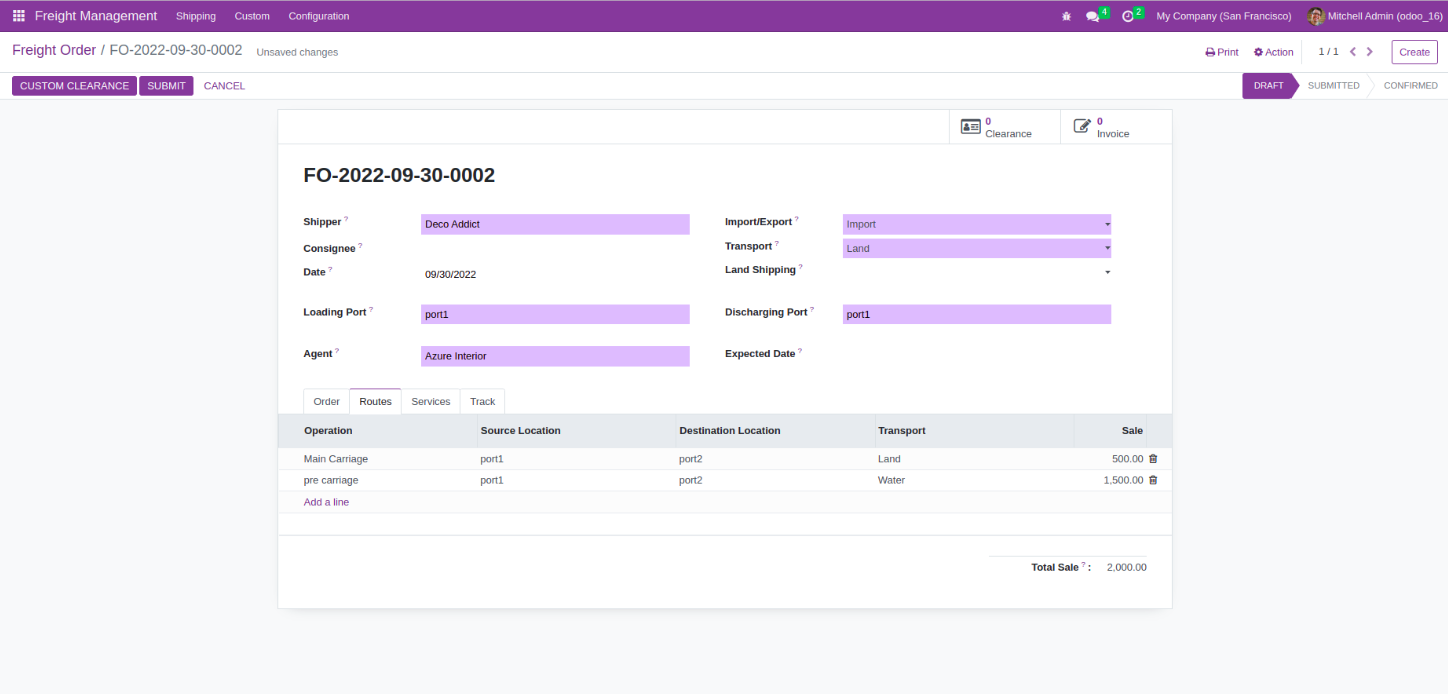 Freight Management Shipping Custom Configuration 4 2 My Company (San Francisco) Mitchell Admin (odoo_16)
Freight Order / FO-2022-09-30-0002 Unsaved changes Print Action 1 / 1 Create
CUSTOM CLEARANCE SUBMIT CANCEL DRAFT SUBMITTED CONFIRMED
0 Clearance 0 Invoice
FO-2022-09-30-0002
Shipper ? Deco Addict Import/Export ? Import
Consignee ? Transport ? Land
Date ? 09/30/2022 Land Shipping ?
Loading Port ? port1 Discharging Port ? port1
Agent ? Azure Interior Expected Date ?
Order Routes Services Track
Operation Source Location Destination Location Transport Sale
Main Carriage port1 port2 Land 500.00
pre carriage port1 port2 Water 1,500.00
Add a line
Total Sale ? : 2,000.00